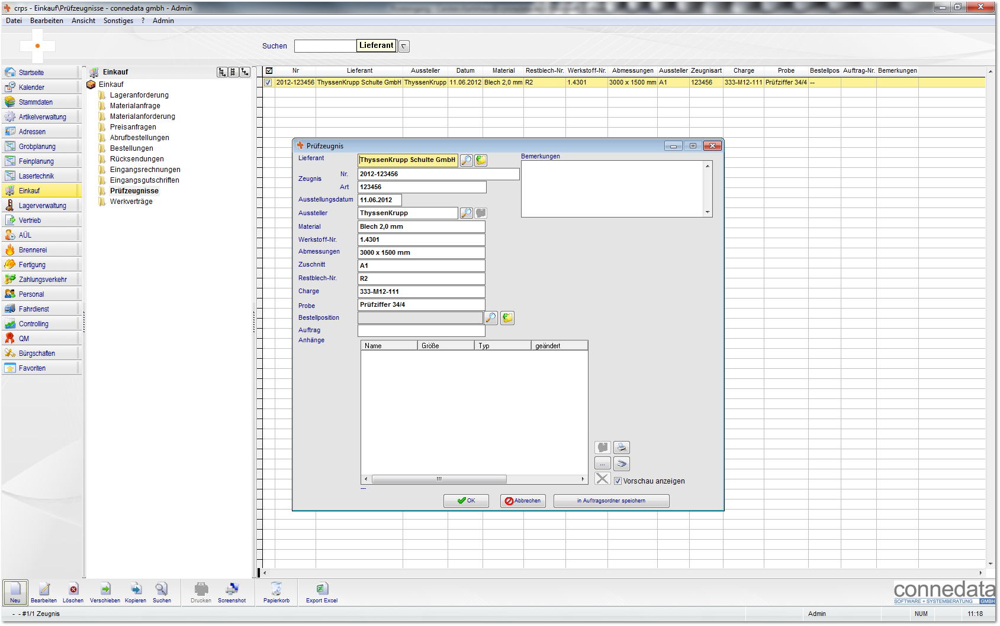 crps - Einkauf\Prüfzeugnisse - connedata gmbh - Admin
Datei Bearbeiten Ansicht Sonstiges ? Admin
Suchen Lieferant
Startseite
Kalender
Stammdaten
Artikelverwaltung
Adressen
Grobplanung
Feinplanung
Lasertechnik
Einkauf
Lagerverwaltung
Vertrieb
AÜL
Brennerei
Fertigung
Zahlungsverkehr
Personal
Fahrdienst
Controlling
QM
Bürgschaften
Favoriten
Einkauf
Einkauf
Lageranforderung
Materialanfrage
Materialanforderung
Preisanfragen
Abrufbestellungen
Bestellungen
Rücksendungen
Eingangsrechnungen
Eingangsgutschriften
Prüfzeugnisse
Werkverträge
Nr Lieferant Aussteller Datum Material Restblech-Nr. Werkstoff-Nr. Abmessungen Aussteller Zeugnisart Charge Probe Bestellpos Auftrag-Nr. Bemerkungen
2012-123456 ThyssenKrupp Schulte GmbH ThyssenKrupp 11.06.2012 Blech 2,0 mm R2 1.4301 3000 x 1500 mm A1 123456 333-M12-111 Prüfziffer 34/4 --
Prüfzeugnis
Lieferant ThyssenKrupp Schulte GmbH
Bemerkungen
Zeugnis Nr. 2012-123456
Art 123456
Ausstellungsdatum 11.06.2012
Aussteller ThyssenKrupp
Material Blech 2,0 mm
Werkstoff-Nr. 1.4301
Abmessungen 3000 x 1500 mm
Zuschnitt A1
Restblech-Nr. R2
Charge 333-M12-111
Probe Prüfziffer 34/4
Bestellposition
Auftrag
Anhänge
Name Größe Typ geändert
...
Vorschau anzeigen
---
OK Abbrechen in Auftragsordner speichern
Neu Bearbeiten Löschen Verschieben Kopieren Suchen Drucken Screenshot Papierkorb Export Excel
connedata
SOFTWARE + SYSTEMBERATUNG GMBH
- - #1/1 Zeugnis Admin NUM 11:18